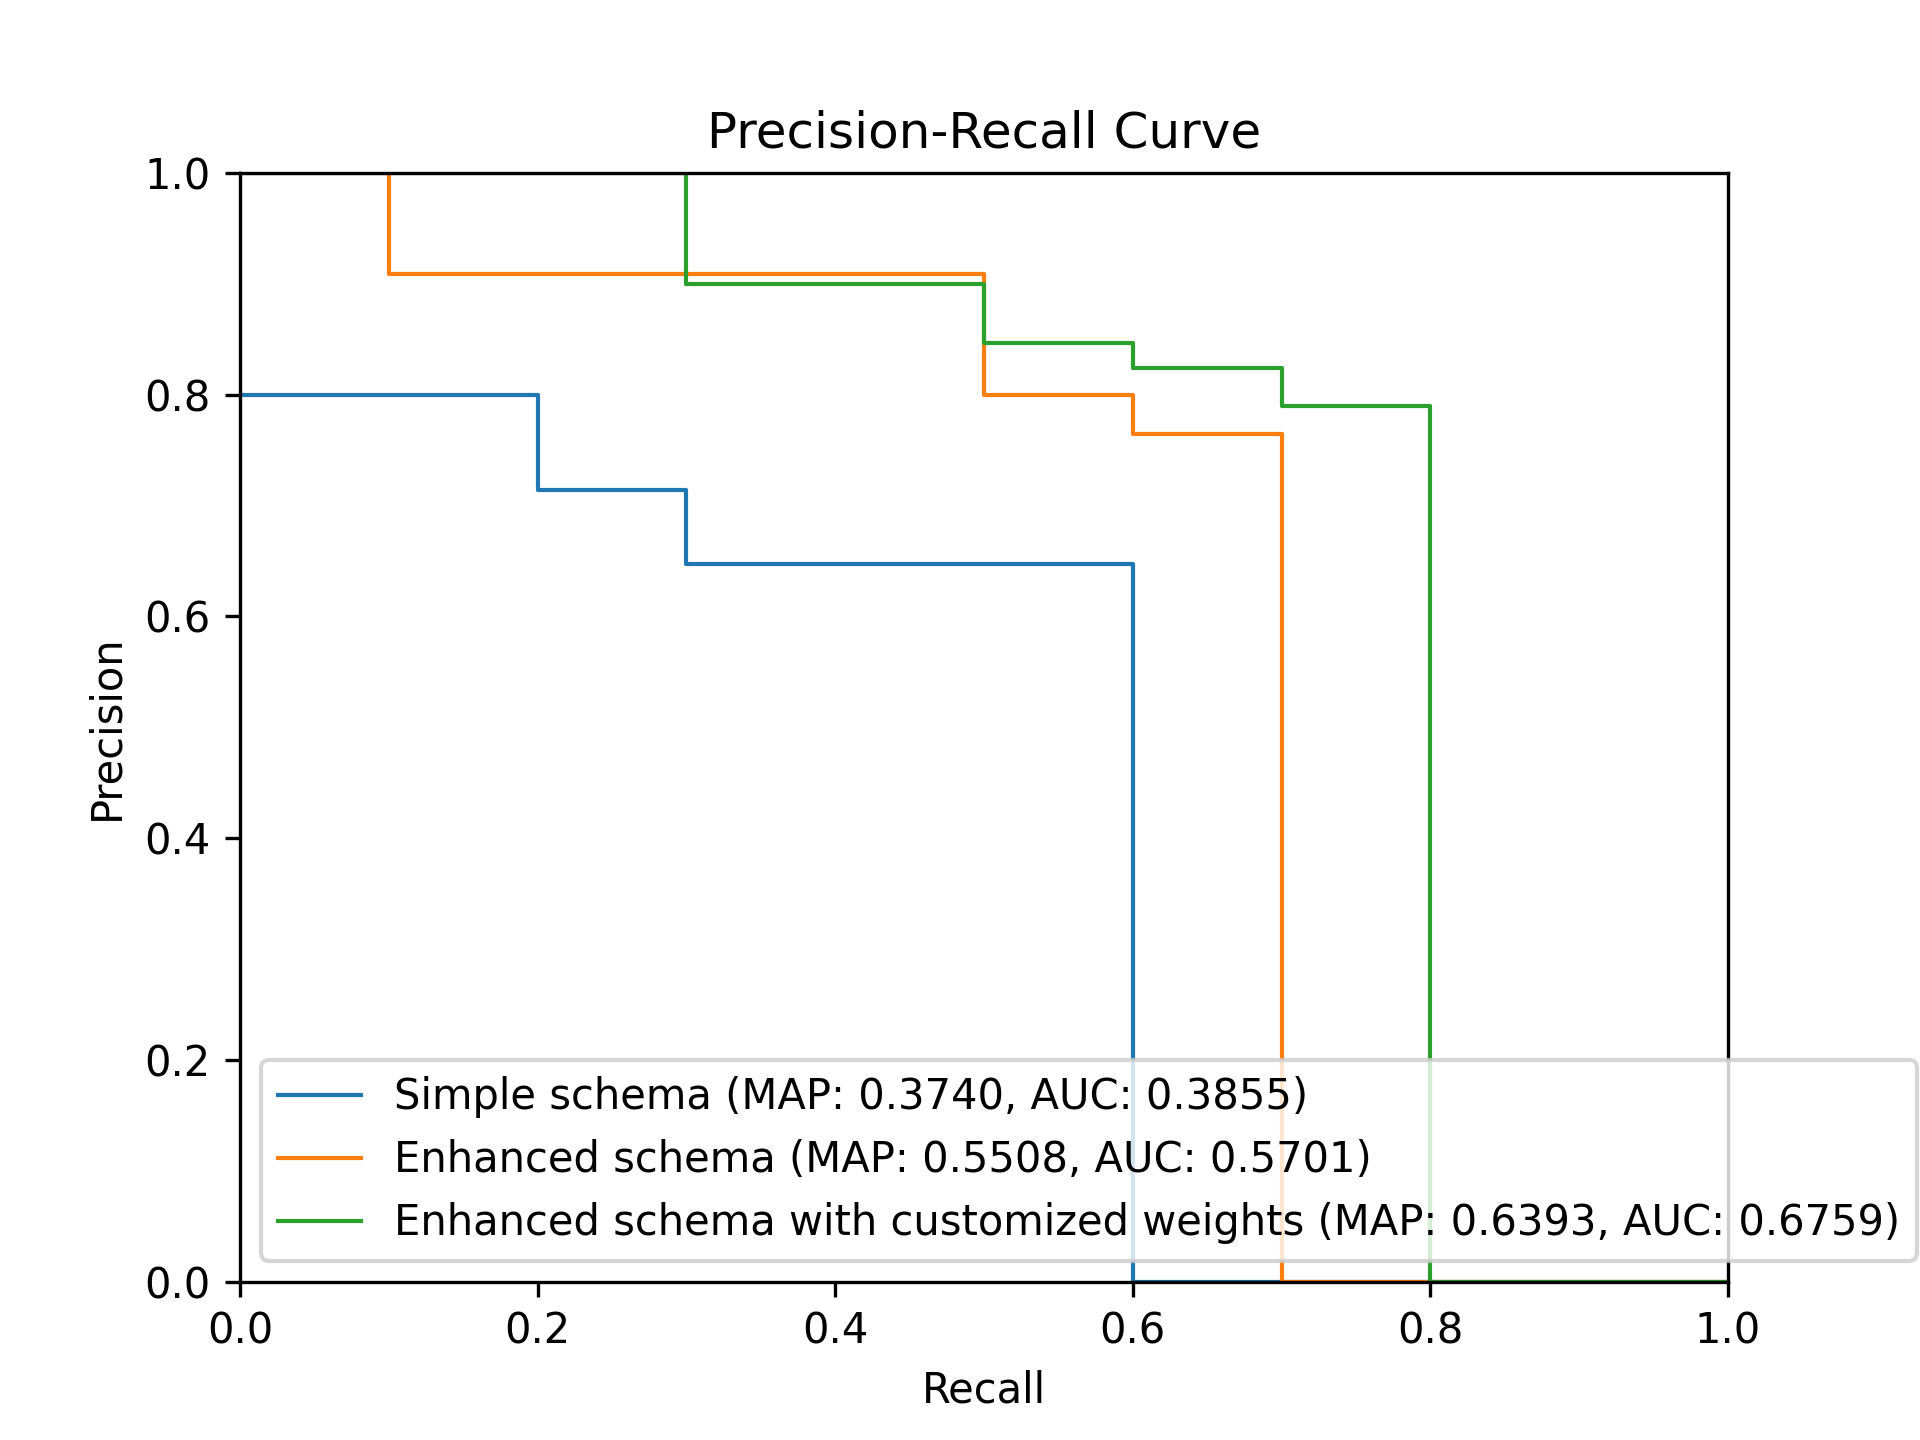 Precision-Recall Curve
1.0
0.8
0.6
0.4
0.2
0.0
Precision
Simple schema (MAP: 0.3740, AUC: 0.3855)
Enhanced schema (MAP: 0.5508, AUC: 0.5701)
Enhanced schema with customized weights (MAP: 0.6393, AUC: 0.6759)
0.0 0.2 0.4 0.6 0.8 1.0
Recall